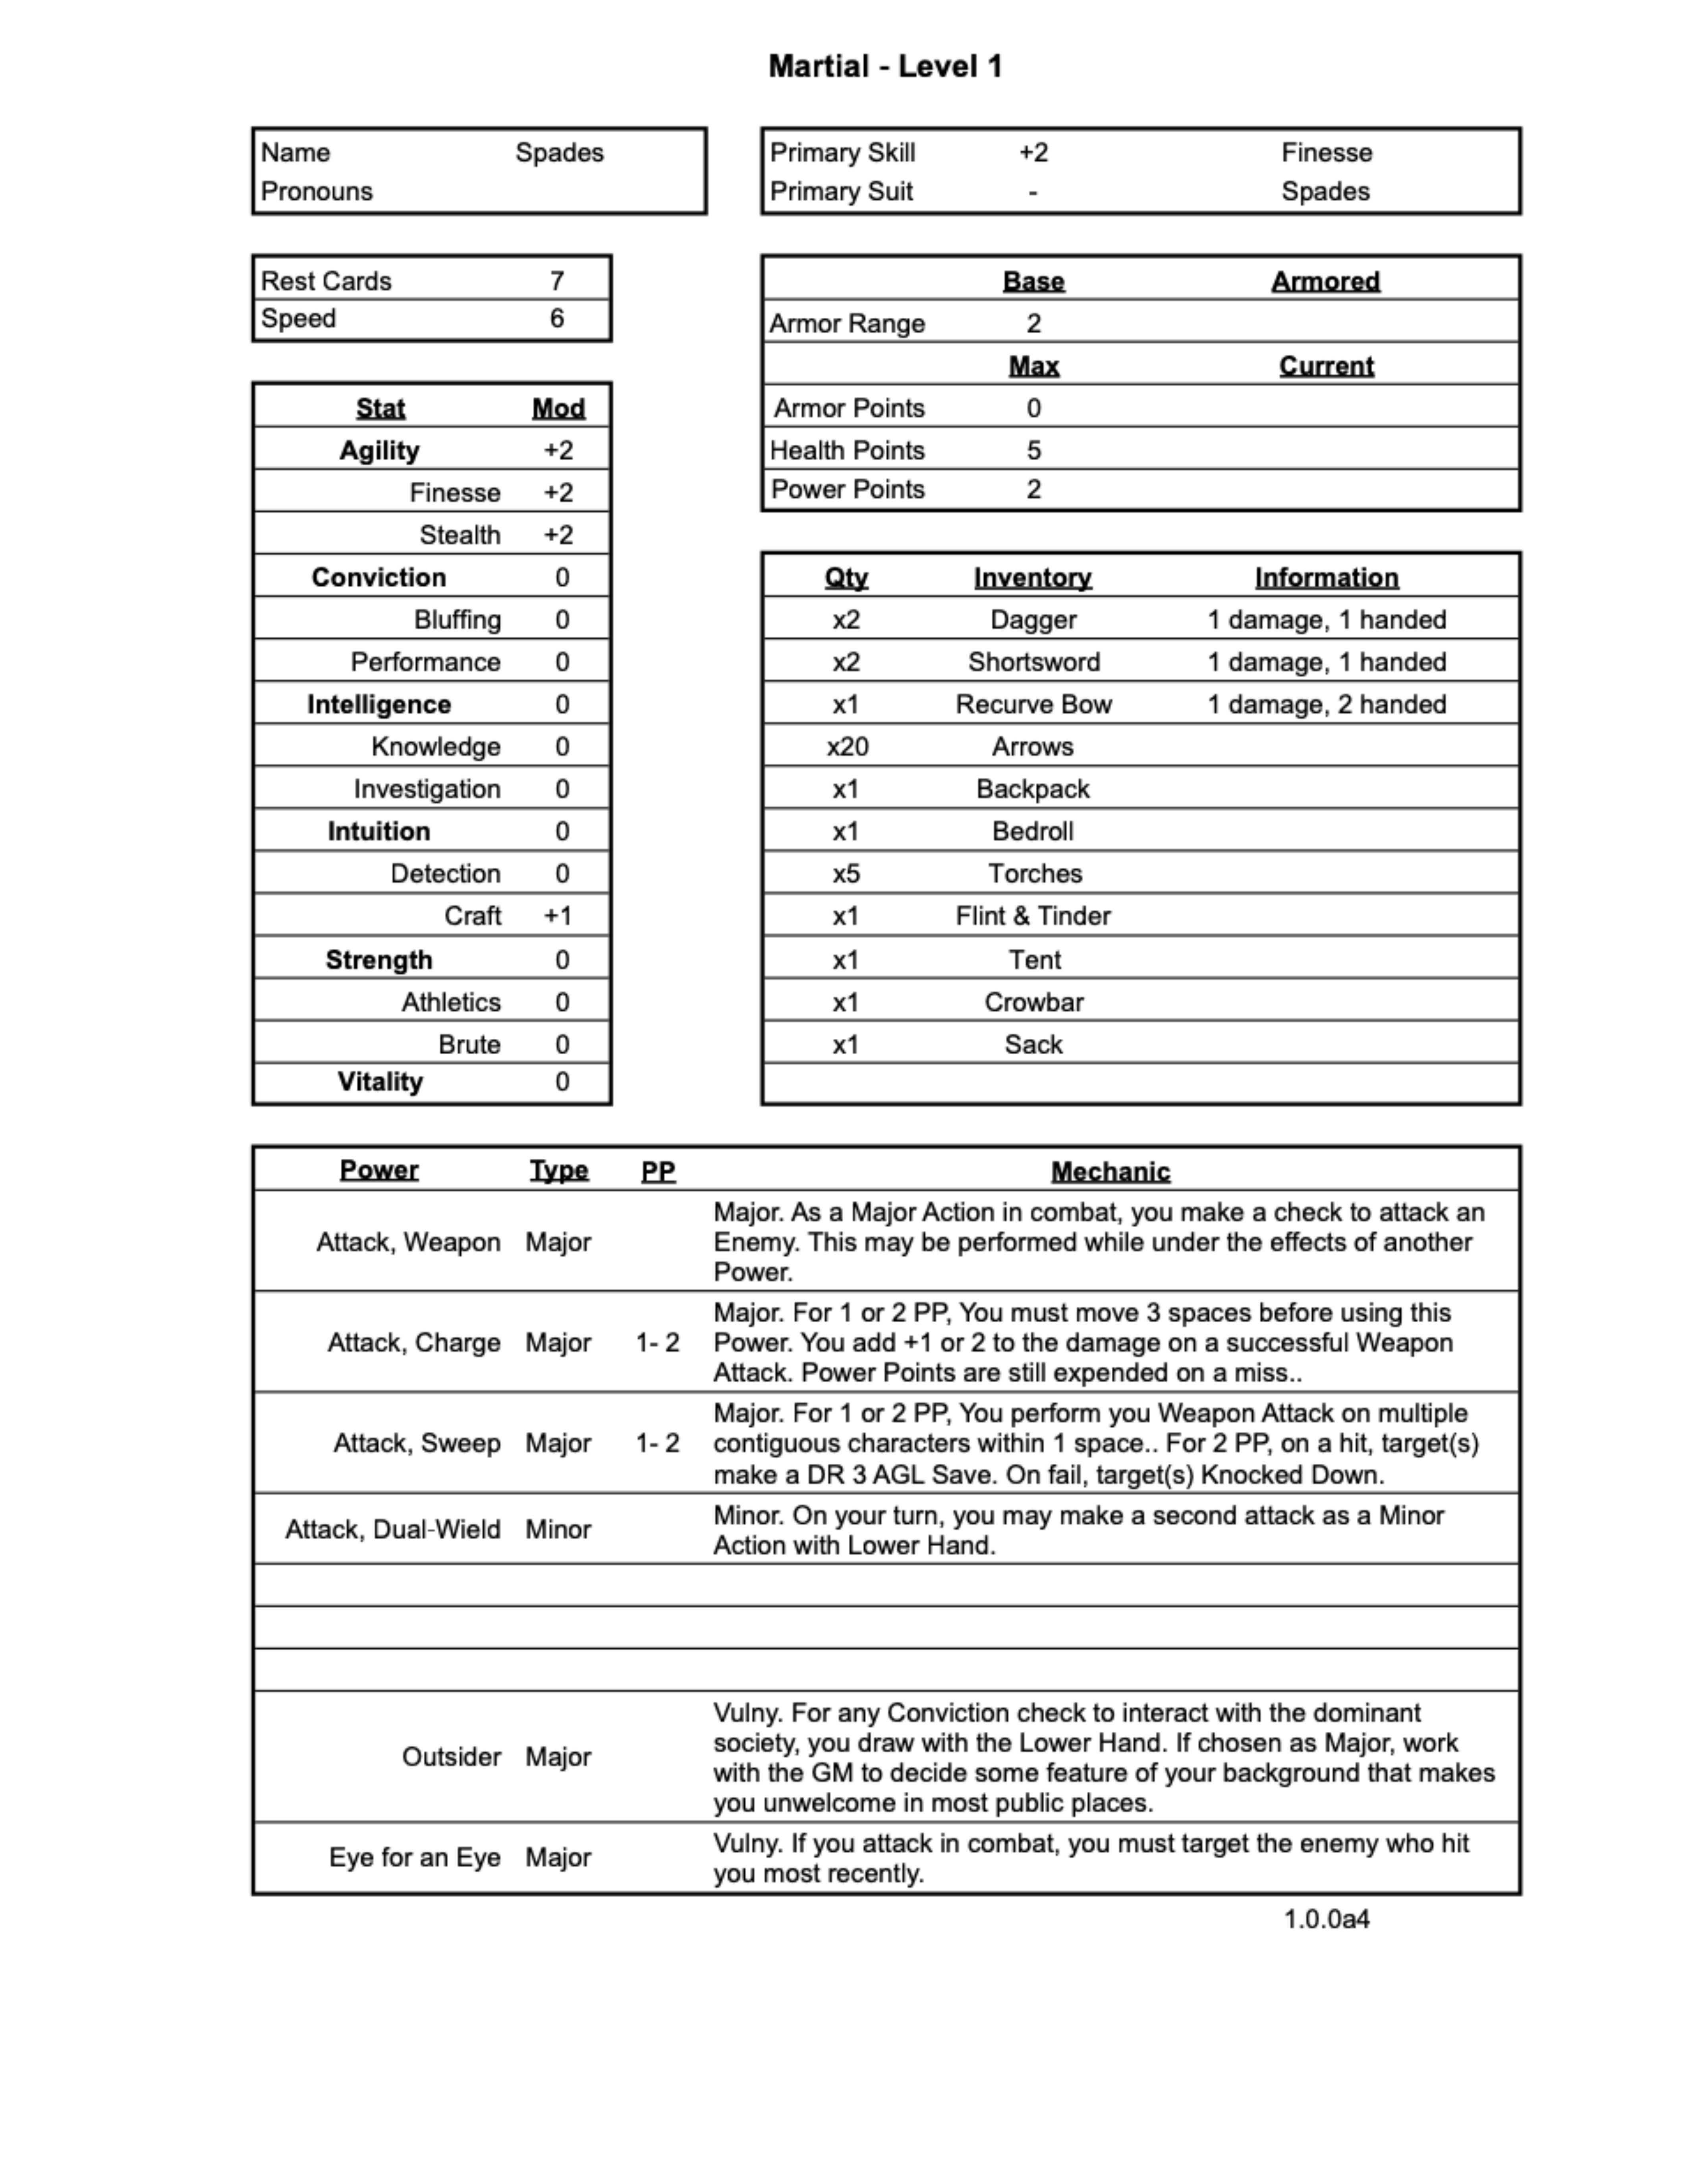 Martial - Level 1
Name Spades
Pronouns
Primary Skill +2 Finesse
Primary Suit - Spades
Rest Cards 7
Speed 6
Base Armored
Armor Range 2
Max Current
Armor Points 0
Health Points 5
Power Points 2
Stat Mod
Agility +2
Finesse +2
Stealth +2
Conviction 0
Bluffing 0
Performance 0
Intelligence 0
Knowledge 0
Investigation 0
Intuition 0
Detection 0
Craft +1
Strength 0
Athletics 0
Brute 0
Vitality 0
Qty Inventory Information
x2 Dagger 1 damage, 1 handed
x2 Shortsword 1 damage, 1 handed
x1 Recurve Bow 1 damage, 2 handed
x20 Arrows
x1 Backpack
x1 Bedroll
x5 Torches
x1 Flint & Tinder
x1 Tent
x1 Crowbar
x1 Sack
Power Type PP Mechanic
Attack, Weapon Major
Major. As a Major Action in combat, you make a check to attack an
Enemy. This may be performed while under the effects of another
Power.
Attack, Charge Major 1- 2
Major. For 1 or 2 PP, You must move 3 spaces before using this
Power. You add +1 or 2 to the damage on a successful Weapon
Attack. Power Points are still expended on a miss..
Attack, Sweep Major 1- 2
Major. For 1 or 2 PP, You perform you Weapon Attack on multiple
contiguous characters within 1 space.. For 2 PP, on a hit, target(s)
make a DR 3 AGL Save. On fail, target(s) Knocked Down.
Attack, Dual-Wield Minor
Minor. On your turn, you may make a second attack as a Minor
Action with Lower Hand.
Outsider Major
Vulny. For any Conviction check to interact with the dominant
society, you draw with the Lower Hand. If chosen as Major, work
with the GM to decide some feature of your background that makes
you unwelcome in most public places.
Eye for an Eye Major
Vulny. If you attack in combat, you must target the enemy who hit
you most recently.
1.0.0a4